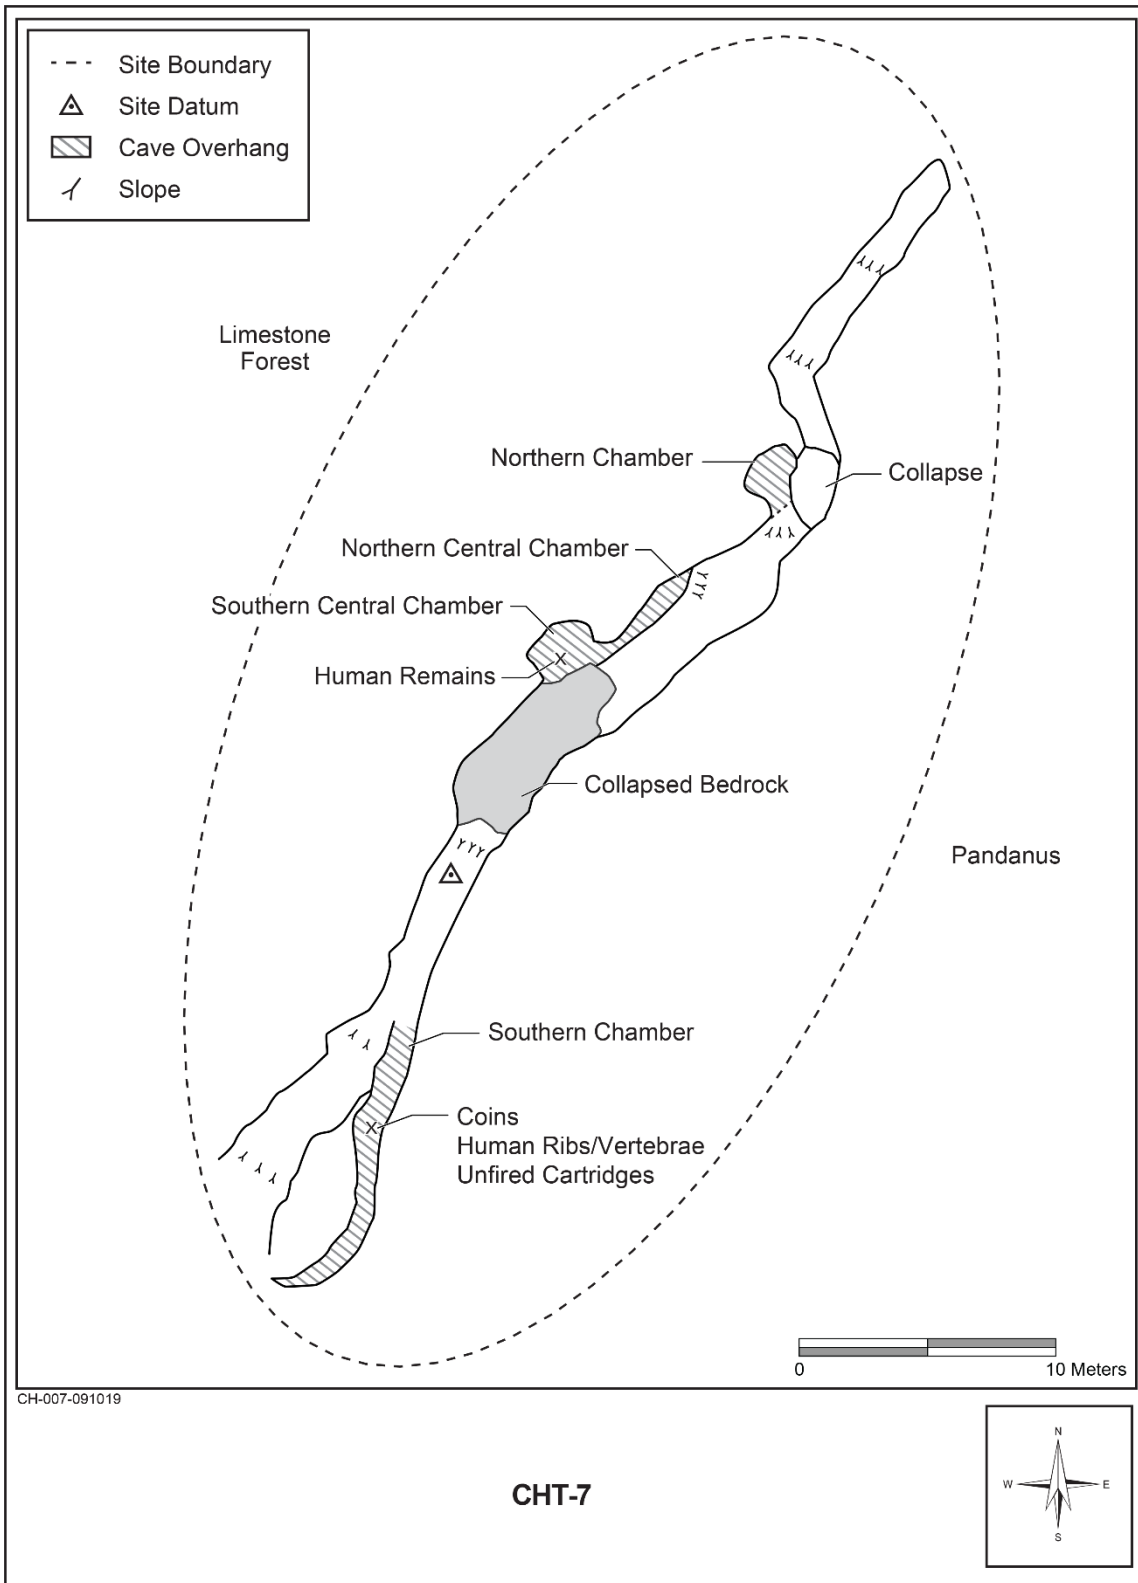 Site Boundary
Site Datum
Cave Overhang
Slope
Limestone
Forest
Northern Chamber
Collapse
Northern Central Chamber
Southern Central Chamber
X
Human Remains
Collapsed Bedrock
Pandanus
Southern Chamber
X
Coins
Human Ribs/Vertebrae
Unfired Cartridges
0
10 Meters
CH-007-091019
CHT-7
N
W
E
S